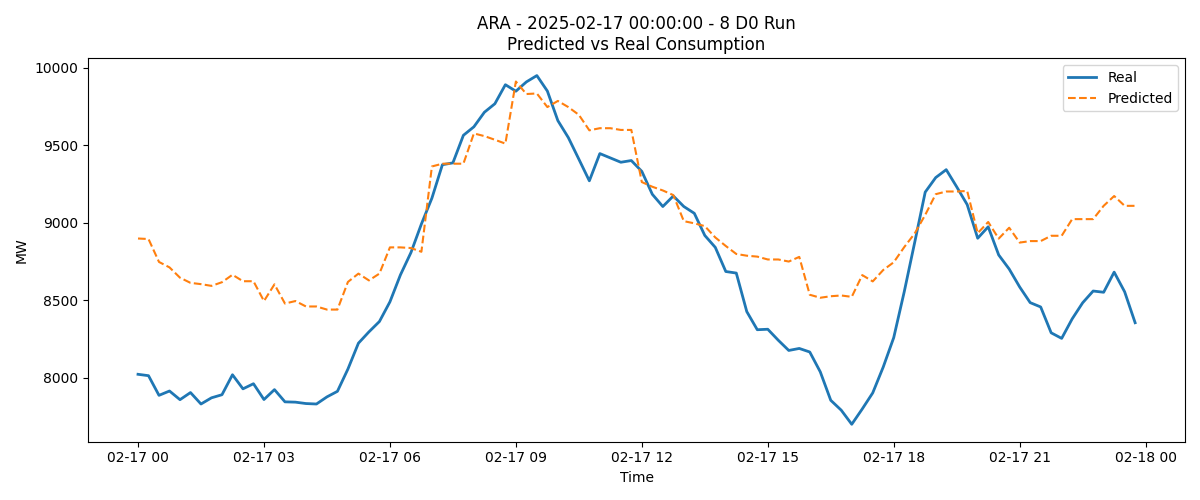 ARA - 2025-02-17 00:00:00 - 8 D0 Run
Predicted vs Real Consumption
10000
9500
9000
8500
8000
MW
Real
Predicted
02-17 00
02-17 03
02-17 06
02-17 09
02-17 12
02-17 15
02-17 18
02-17 21
02-18 00
Time